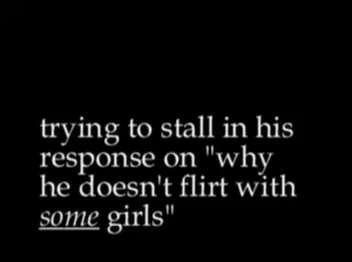 trying to stall in his
response on "why
he doesn't flirt with
some girls"